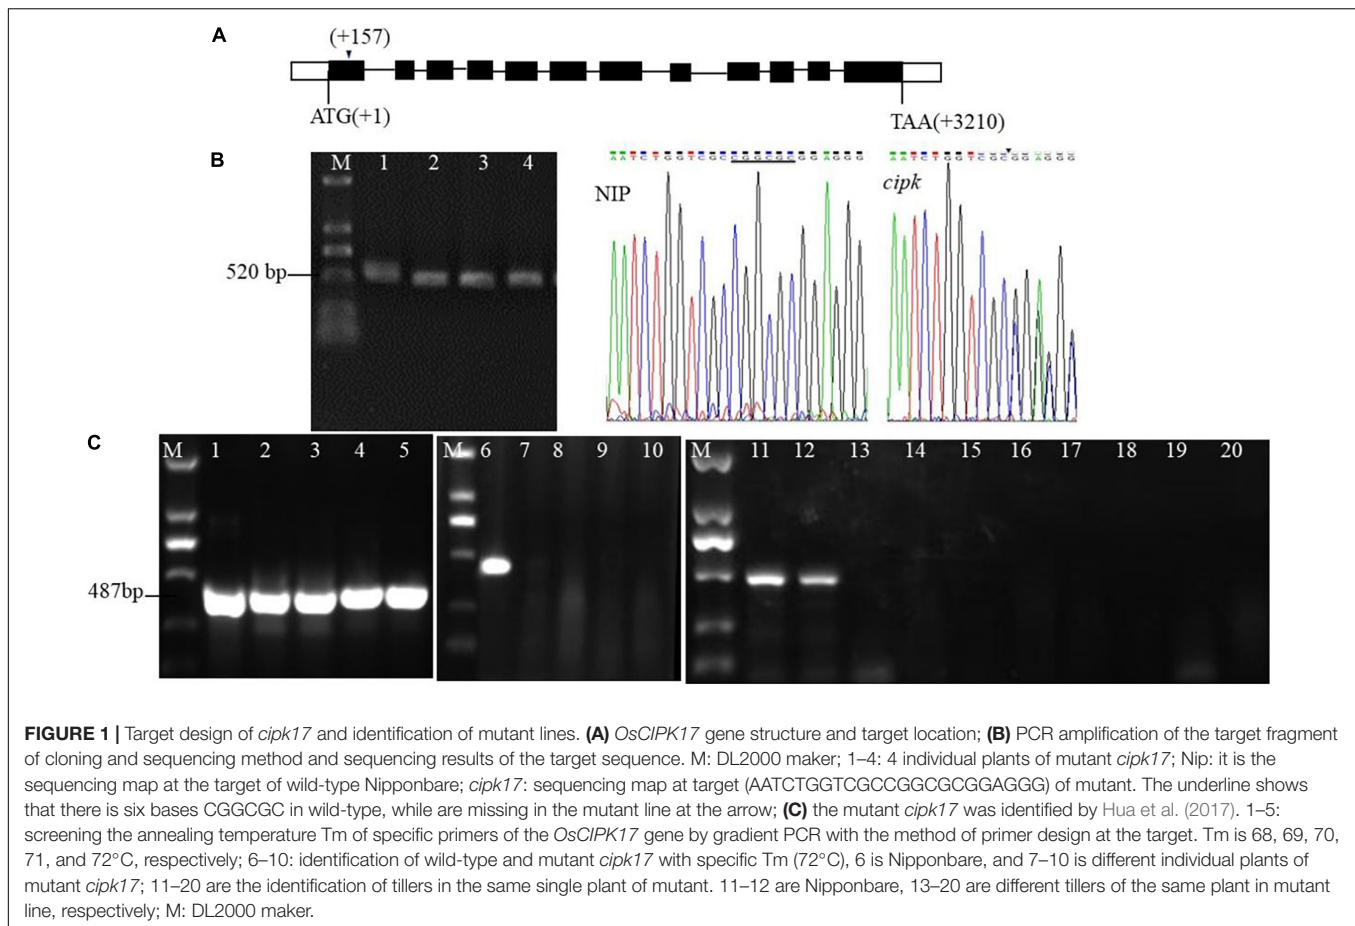 A
(+157)
ATG(+1)
TAA(+3210)
B
M 1 2 3 4
520 bp
NIP
cipk
C
M 1 2 3 4 5
M 6 7 8 9 10
M 11 12 13 14 15 16 17 18 19 20
487bp
FIGURE 1 | Target design of cipk17 and identification of mutant lines. (A) OsCIPK17 gene structure and target location; (B) PCR amplification of the target fragment
of cloning and sequencing method and sequencing results of the target sequence. M: DL2000 maker; 1–4: 4 individual plants of mutant cipk17; Nip: it is the
sequencing map at the target of wild-type Nipponbare; cipk17: sequencing map at target (AATCTGGTCGCCGGCGCGGAGGG) of mutant. The underline shows
that there is six bases CGGCGC in wild-type, while are missing in the mutant line at the arrow; (C) the mutant cipk17 was identified by Hua et al. (2017). 1–5:
screening the annealing temperature Tm of specific primers of the OsCIPK17 gene by gradient PCR with the method of primer design at the target. Tm is 68, 69, 70,
71, and 72°C, respectively; 6–10: identification of wild-type and mutant cipk17 with specific Tm (72°C), 6 is Nipponbare, and 7–10 is different individual plants of
mutant cipk17; 11–20 are the identification of tillers in the same single plant of mutant. 11–12 are Nipponbare, 13–20 are different tillers of the same plant in mutant
line, respectively; M: DL2000 maker.